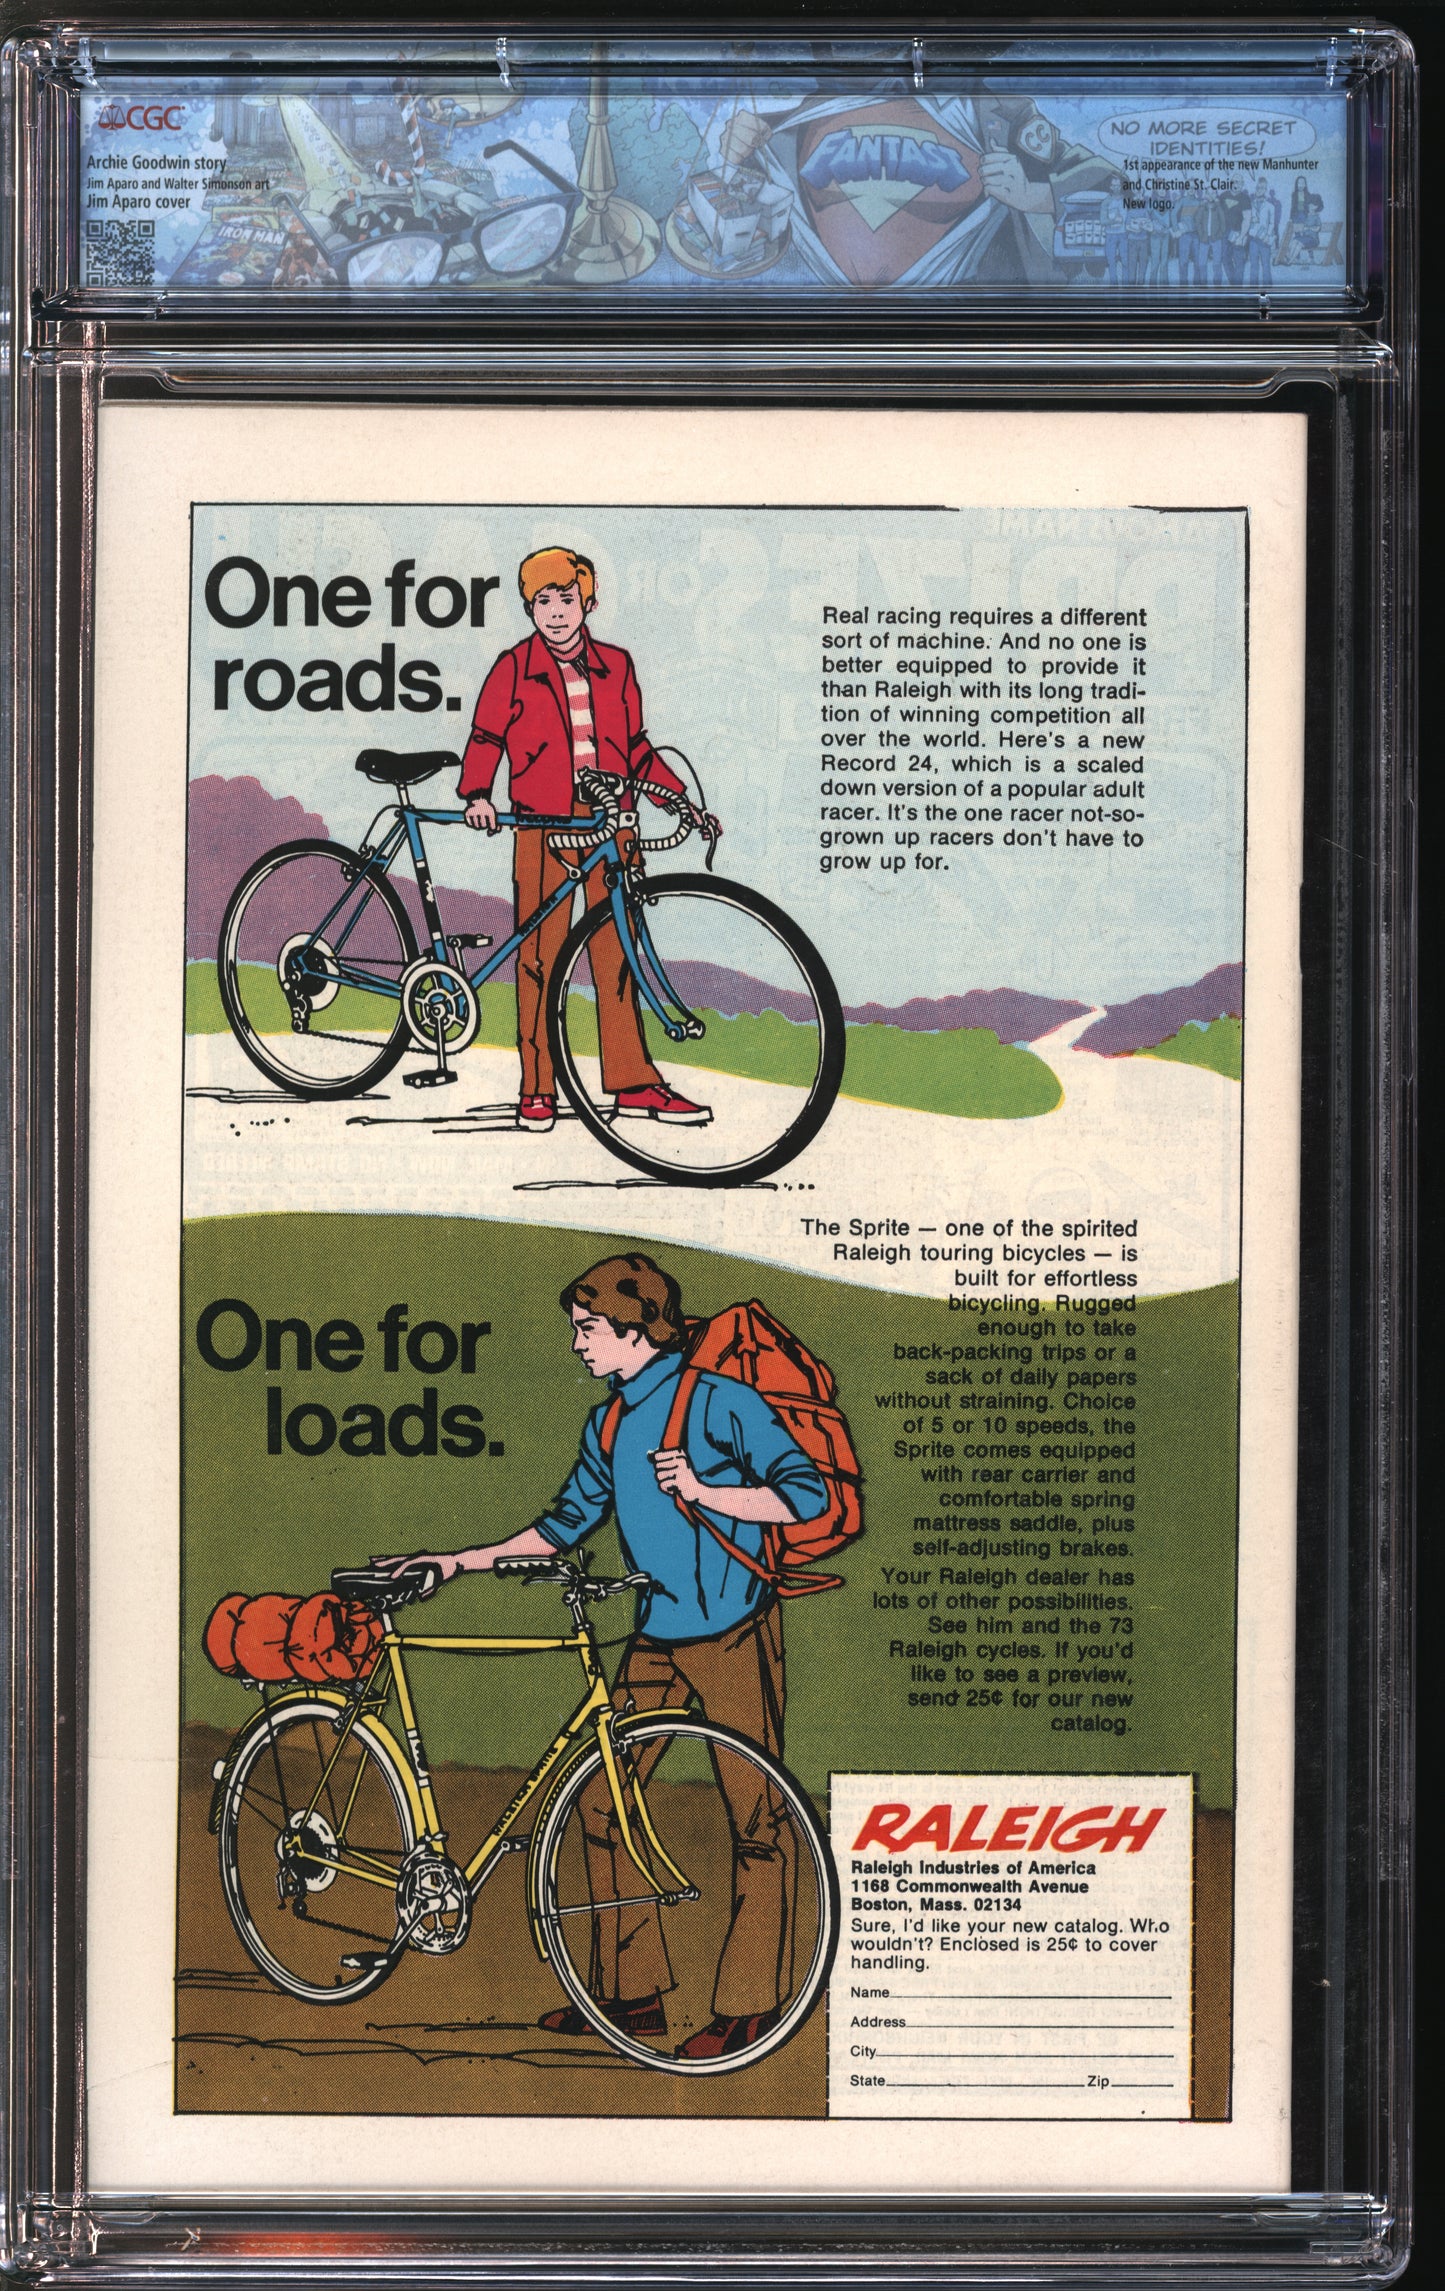 CGC
Archie Goodwin story
Jim Aparo and Walter Simonson art
Jim Aparo cover
IRON MAN
FANTAST
CC
NO MORE SECRET
IDENTITIES!
1st appearance of the new Manhunter
and Christine St. Clair.
New logo.
One for
roads.
Real racing requires a different
sort of machine. And no one is
better equipped to provide it
than Raleigh with its long tradi-
tion of winning competition all
over the world. Here's a new
Record 24, which is a scaled
down version of a popular adult
racer. It's the one racer not-so-
grown up racers don't have to
grow up for.
RALEIGH
The Sprite — one of the spirited
Raleigh touring bicycles — is
built for effortless
bicycling. Rugged
enough to take
back-packing trips or a
sack of daily papers
without straining. Choice
of 5 or 10 speeds, the
Sprite comes equipped
with rear carrier and
comfortable spring
mattress saddle, plus
self-adjusting brakes.
Your Raleigh dealer has
lots of other possibilities.
See him and the 73
Raleigh cycles. If you'd
like to see a preview,
send 25¢ for our new
catalog.
One for
loads.
RALEIGH SPRITE
RALEIGH
Raleigh Industries of America
1168 Commonwealth Avenue
Boston, Mass. 02134
Sure, I'd like your new catalog. Who
wouldn't? Enclosed is 25¢ to cover
handling.
Name
Address
City
State Zip